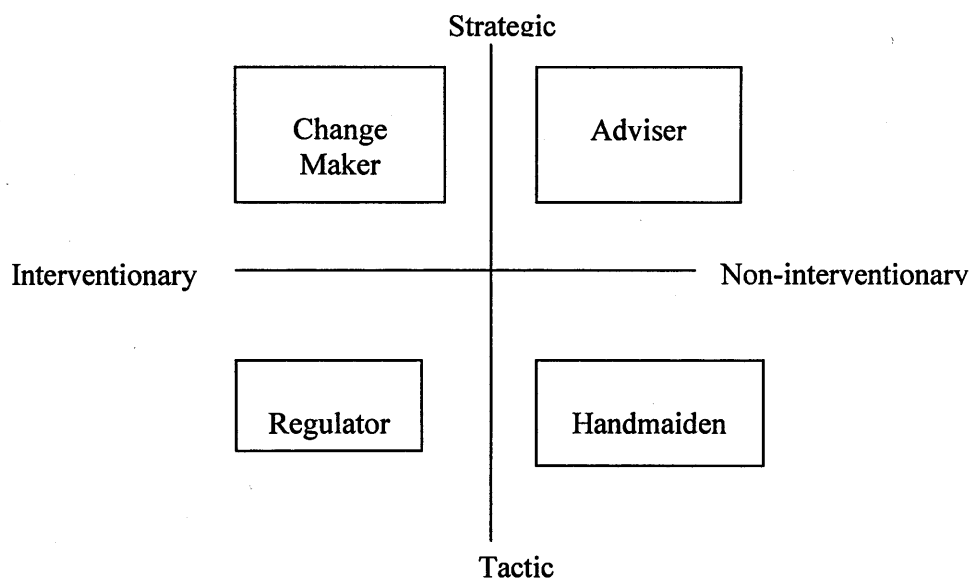 Strategic
Change
Maker
Adviser
Interventionary
Non-interventionary
Regulator
Handmaiden
Tactic